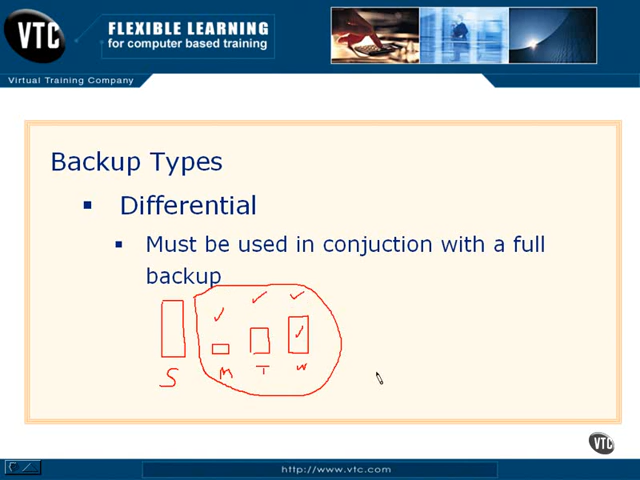 VTC
FLEXIBLE LEARNING
for computer based training
Virtual Training Company
Backup Types
Differential
Must be used in conjuction with a full
backup
S M T W
VTC
http://www.vtc.com